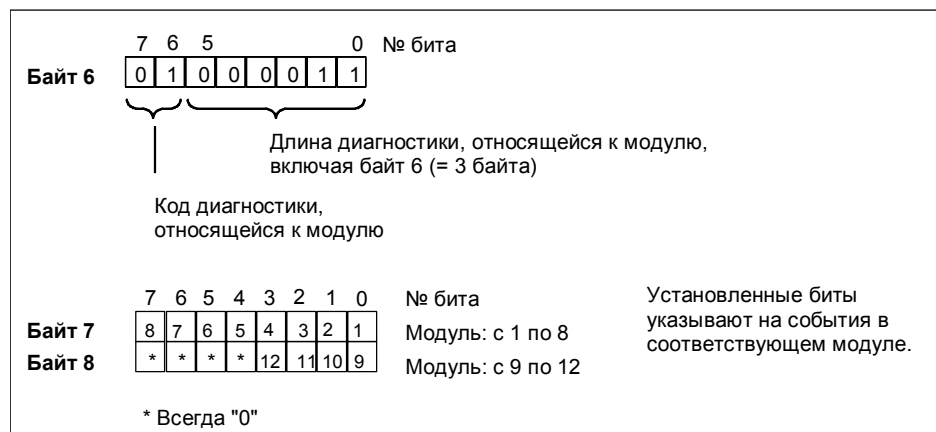 7 6 5 0 № бита
Байт 6 0 1 0 0 0 0 1 1
Длина диагностики, относящейся к модулю,
включая байт 6 (= 3 байта)
Код диагностики,
относящейся к модулю
7 6 5 4 3 2 1 0 № бита
Байт 7 8 7 6 5 4 3 2 1 Модуль: с 1 по 8
Байт 8 * * * * 12 11 10 9 Модуль: с 9 по 12
Установленные биты
указывают на события в
соответствующем модуле.
* Всегда "0"